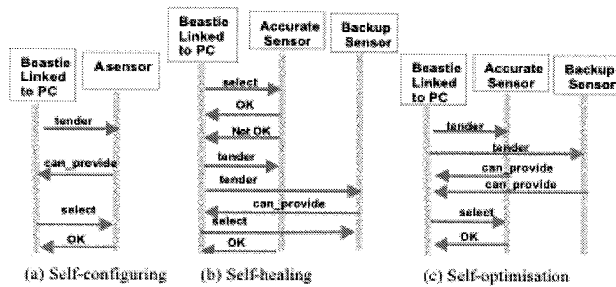 Beastie
Linked
to PC
A sensor
tender
can_provide
select
OK
(a) Self-configuring
Beastie
Linked
to PC
Accurate
Sensor
Backup
Sensor
select
OK
Not OK
tender
tender
can_provide
select
OK
(b) Self-healing
Beastie
Linked
to PC
Accurate
Sensor
Backup
Sensor
tender
tender
can_provide
can_provide
select
OK
(c) Self-optimisation